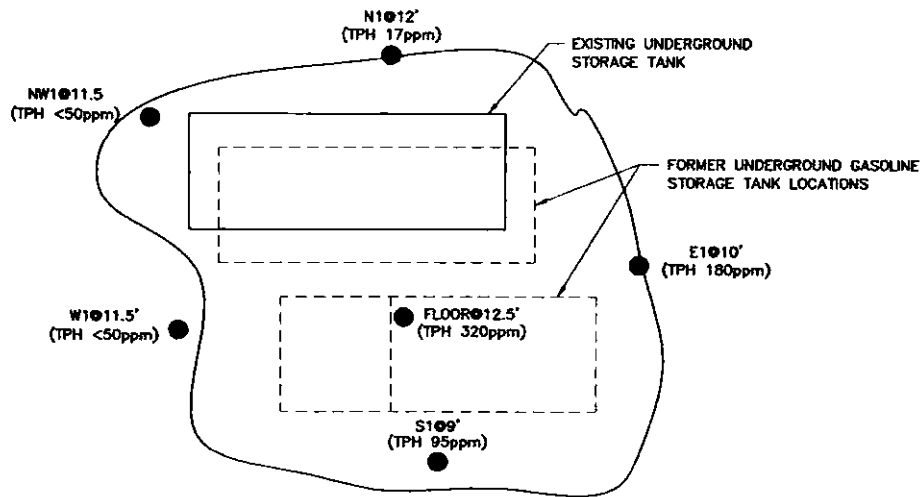 N1@12'
(TPH 17ppm)
EXISTING UNDERGROUND
STORAGE TANK
NW1@11.5
(TPH <50ppm)
FORMER UNDERGROUND GASOLINE
STORAGE TANK LOCATIONS
E1@10'
(TPH 180ppm)
W1@11.5'
(TPH <50ppm)
FLOOR@12.5'
(TPH 320ppm)
S1@9'
(TPH 95ppm)